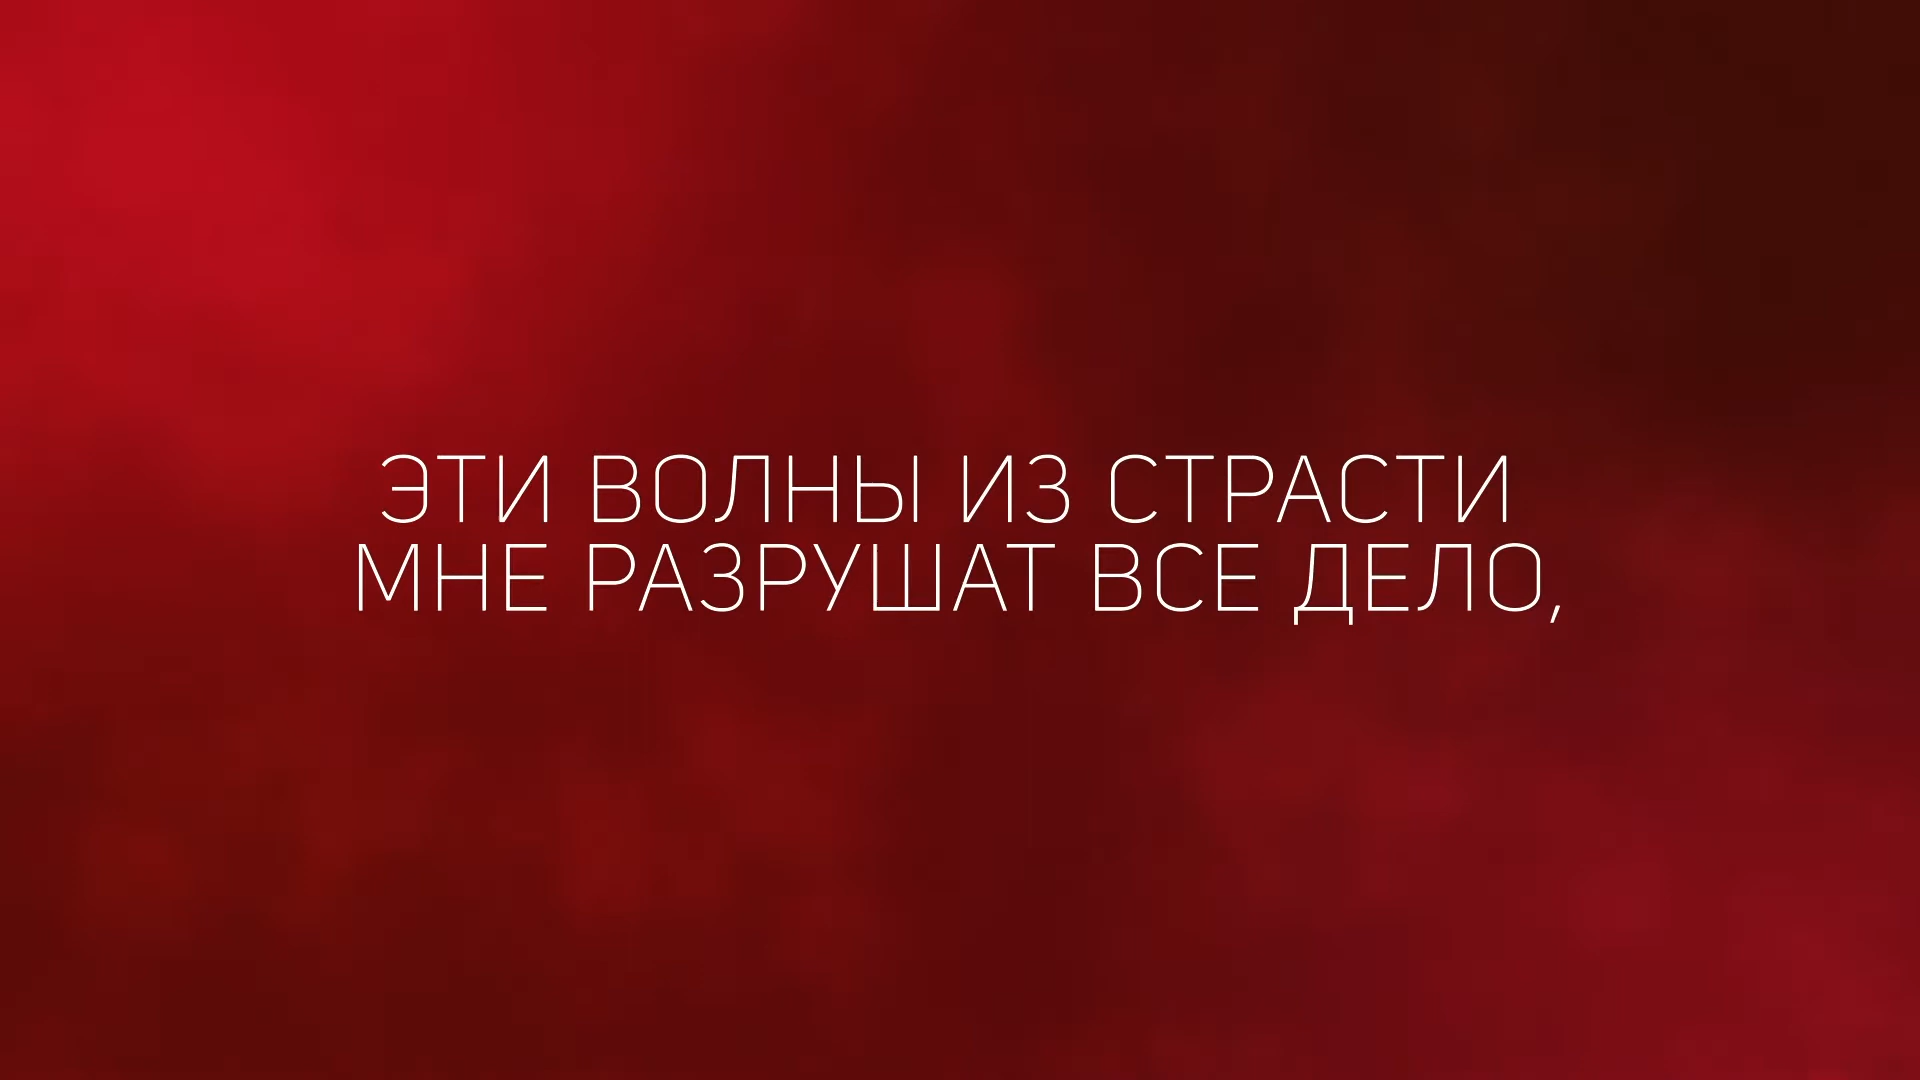 ЭТИ ВОЛНЫ ИЗ СТРАСТИ
МНЕ РАЗРУШАТ ВСЕ ДЕЛО,